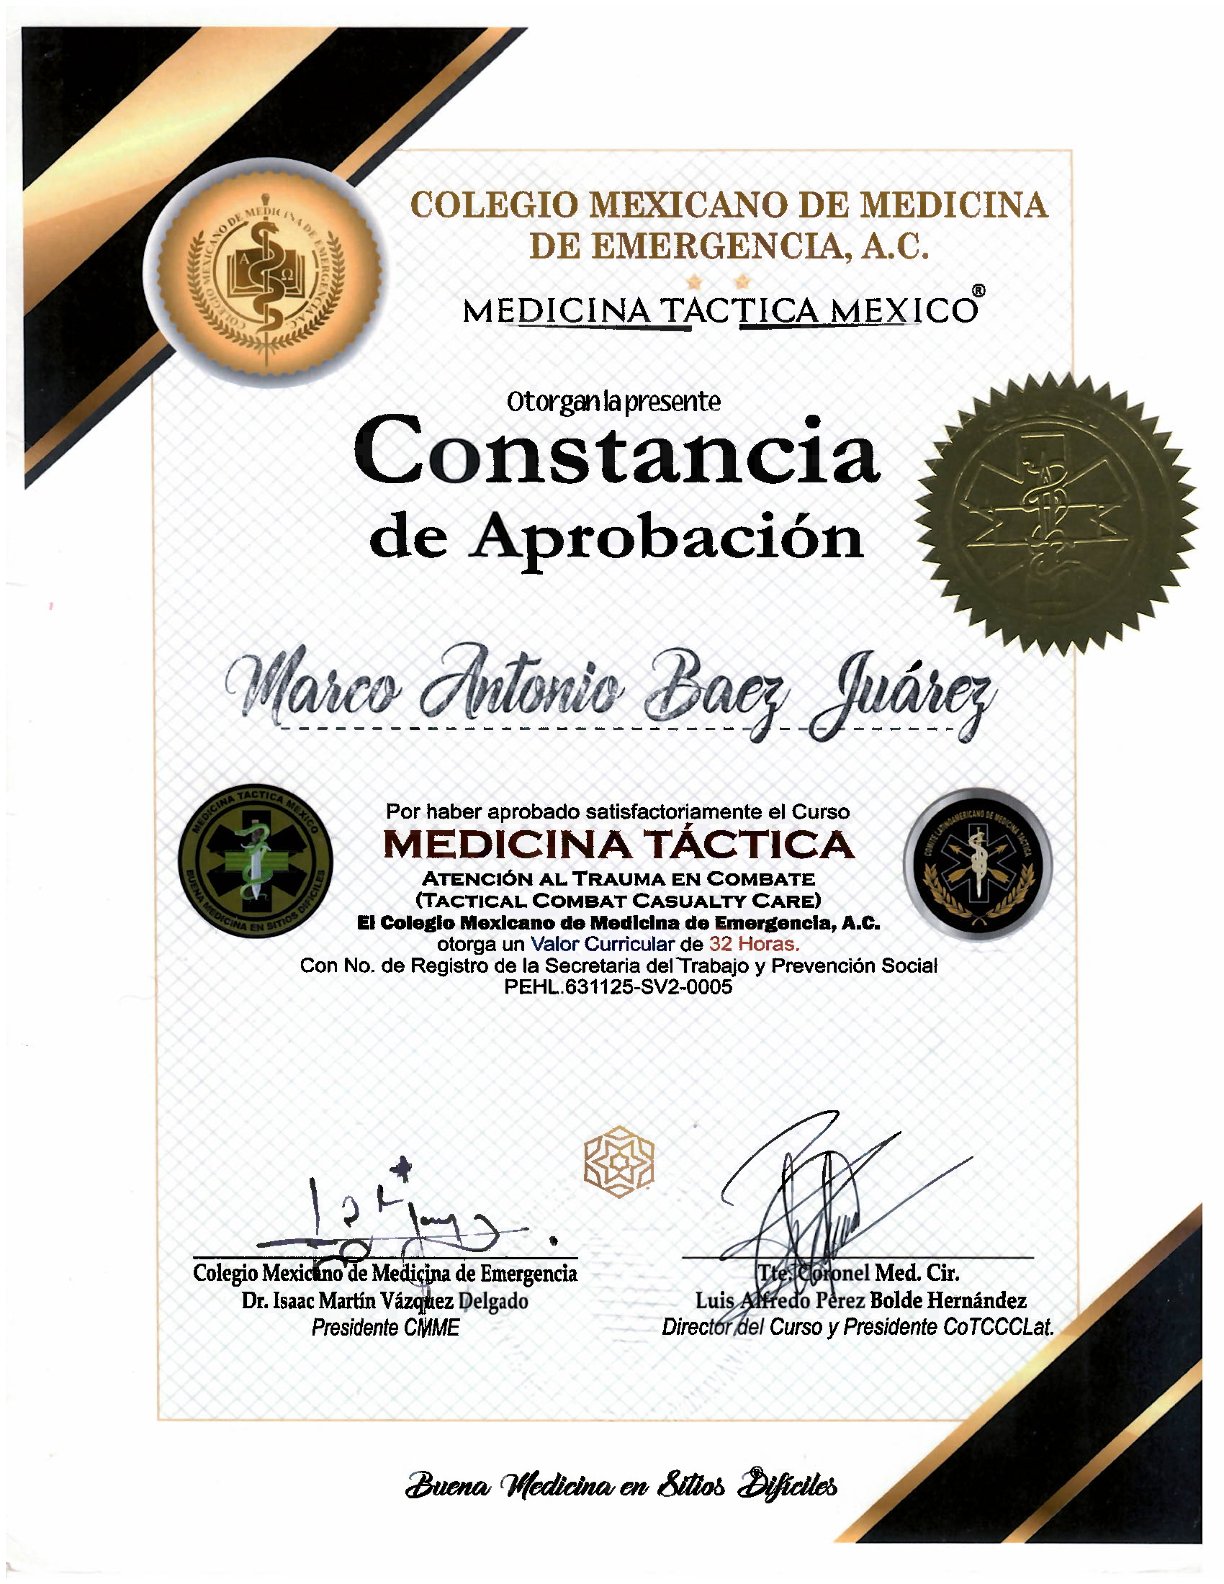 COLEGIO MEXICANO DE MEDICINA
DE EMERGENCIA, A.C.
MEDICINA TACTICA MEXICO®
Otorgan la presente
Constancia
de Aprobación
Marco Antonio Baez Juárez
MEDICINA TACTICA MEXICO
BUENA MEDICINA EN SITIOS DIFICILES
COMITE LATINOAMERICANO DE MEDICINA TACTICA
Por haber aprobado satisfactoriamente el Curso
MEDICINA TÁCTICA
ATENCIÓN AL TRAUMA EN COMBATE
(TACTICAL COMBAT CASUALTY CARE)
El Colegio Mexicano de Medicina de Emergencia, A.C.
otorga un Valor Curricular de 32 Horas.
Con No. de Registro de la Secretaria del Trabajo y Prevención Social
PEHL.631125-SV2-0005
Colegio Mexicano de Medicina de Emergencia
Dr. Isaac Martín Vázquez Delgado
Presidente CMME
Tte. Coronel Med. Cir.
Luis Alfredo Pérez Bolde Hernández
Director del Curso y Presidente CoTCCCLat.
Buena Medicina en Sitios Difíciles®